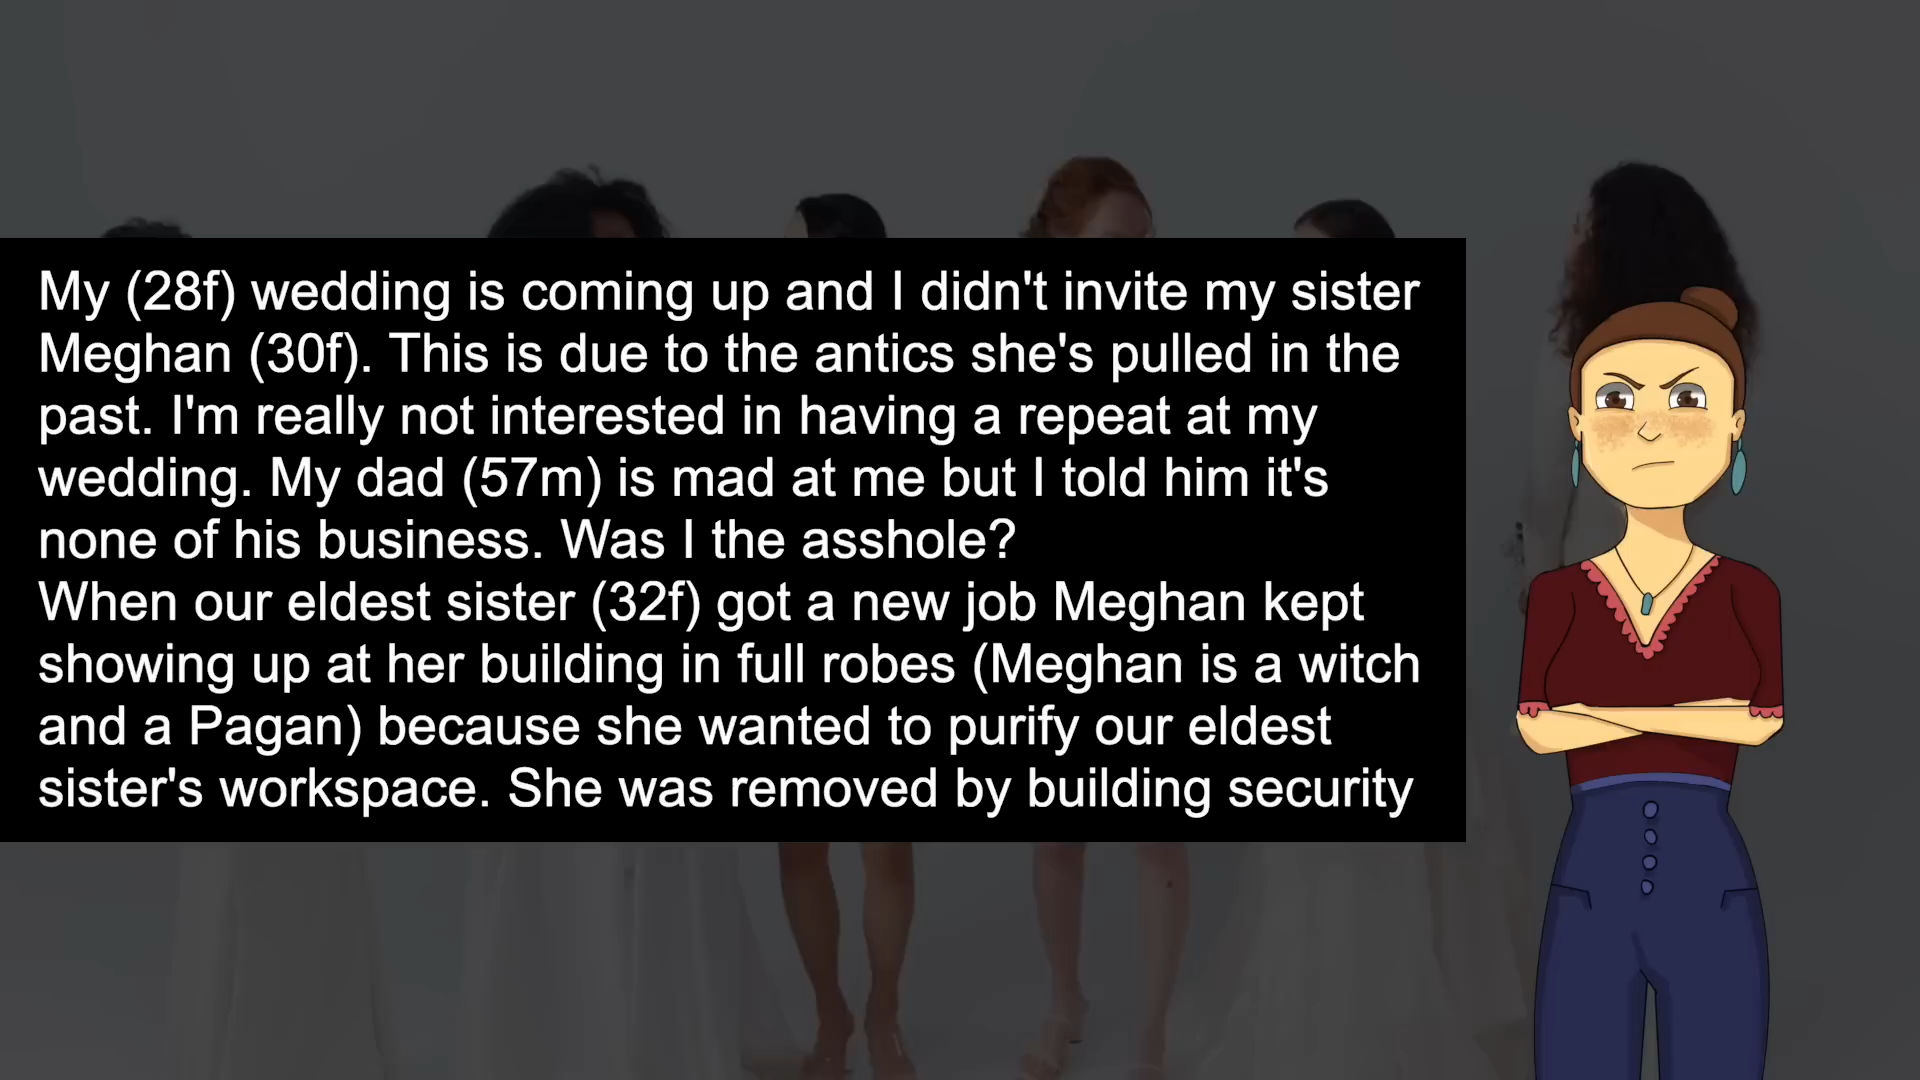 My (28f) wedding is coming up and I didn't invite my sister
Meghan (30f). This is due to the antics she's pulled in the
past. I'm really not interested in having a repeat at my
wedding. My dad (57m) is mad at me but I told him it's
none of his business. Was I the asshole?
When our eldest sister (32f) got a new job Meghan kept
showing up at her building in full robes (Meghan is a witch
and a Pagan) because she wanted to purify our eldest
sister's workspace. She was removed by building security